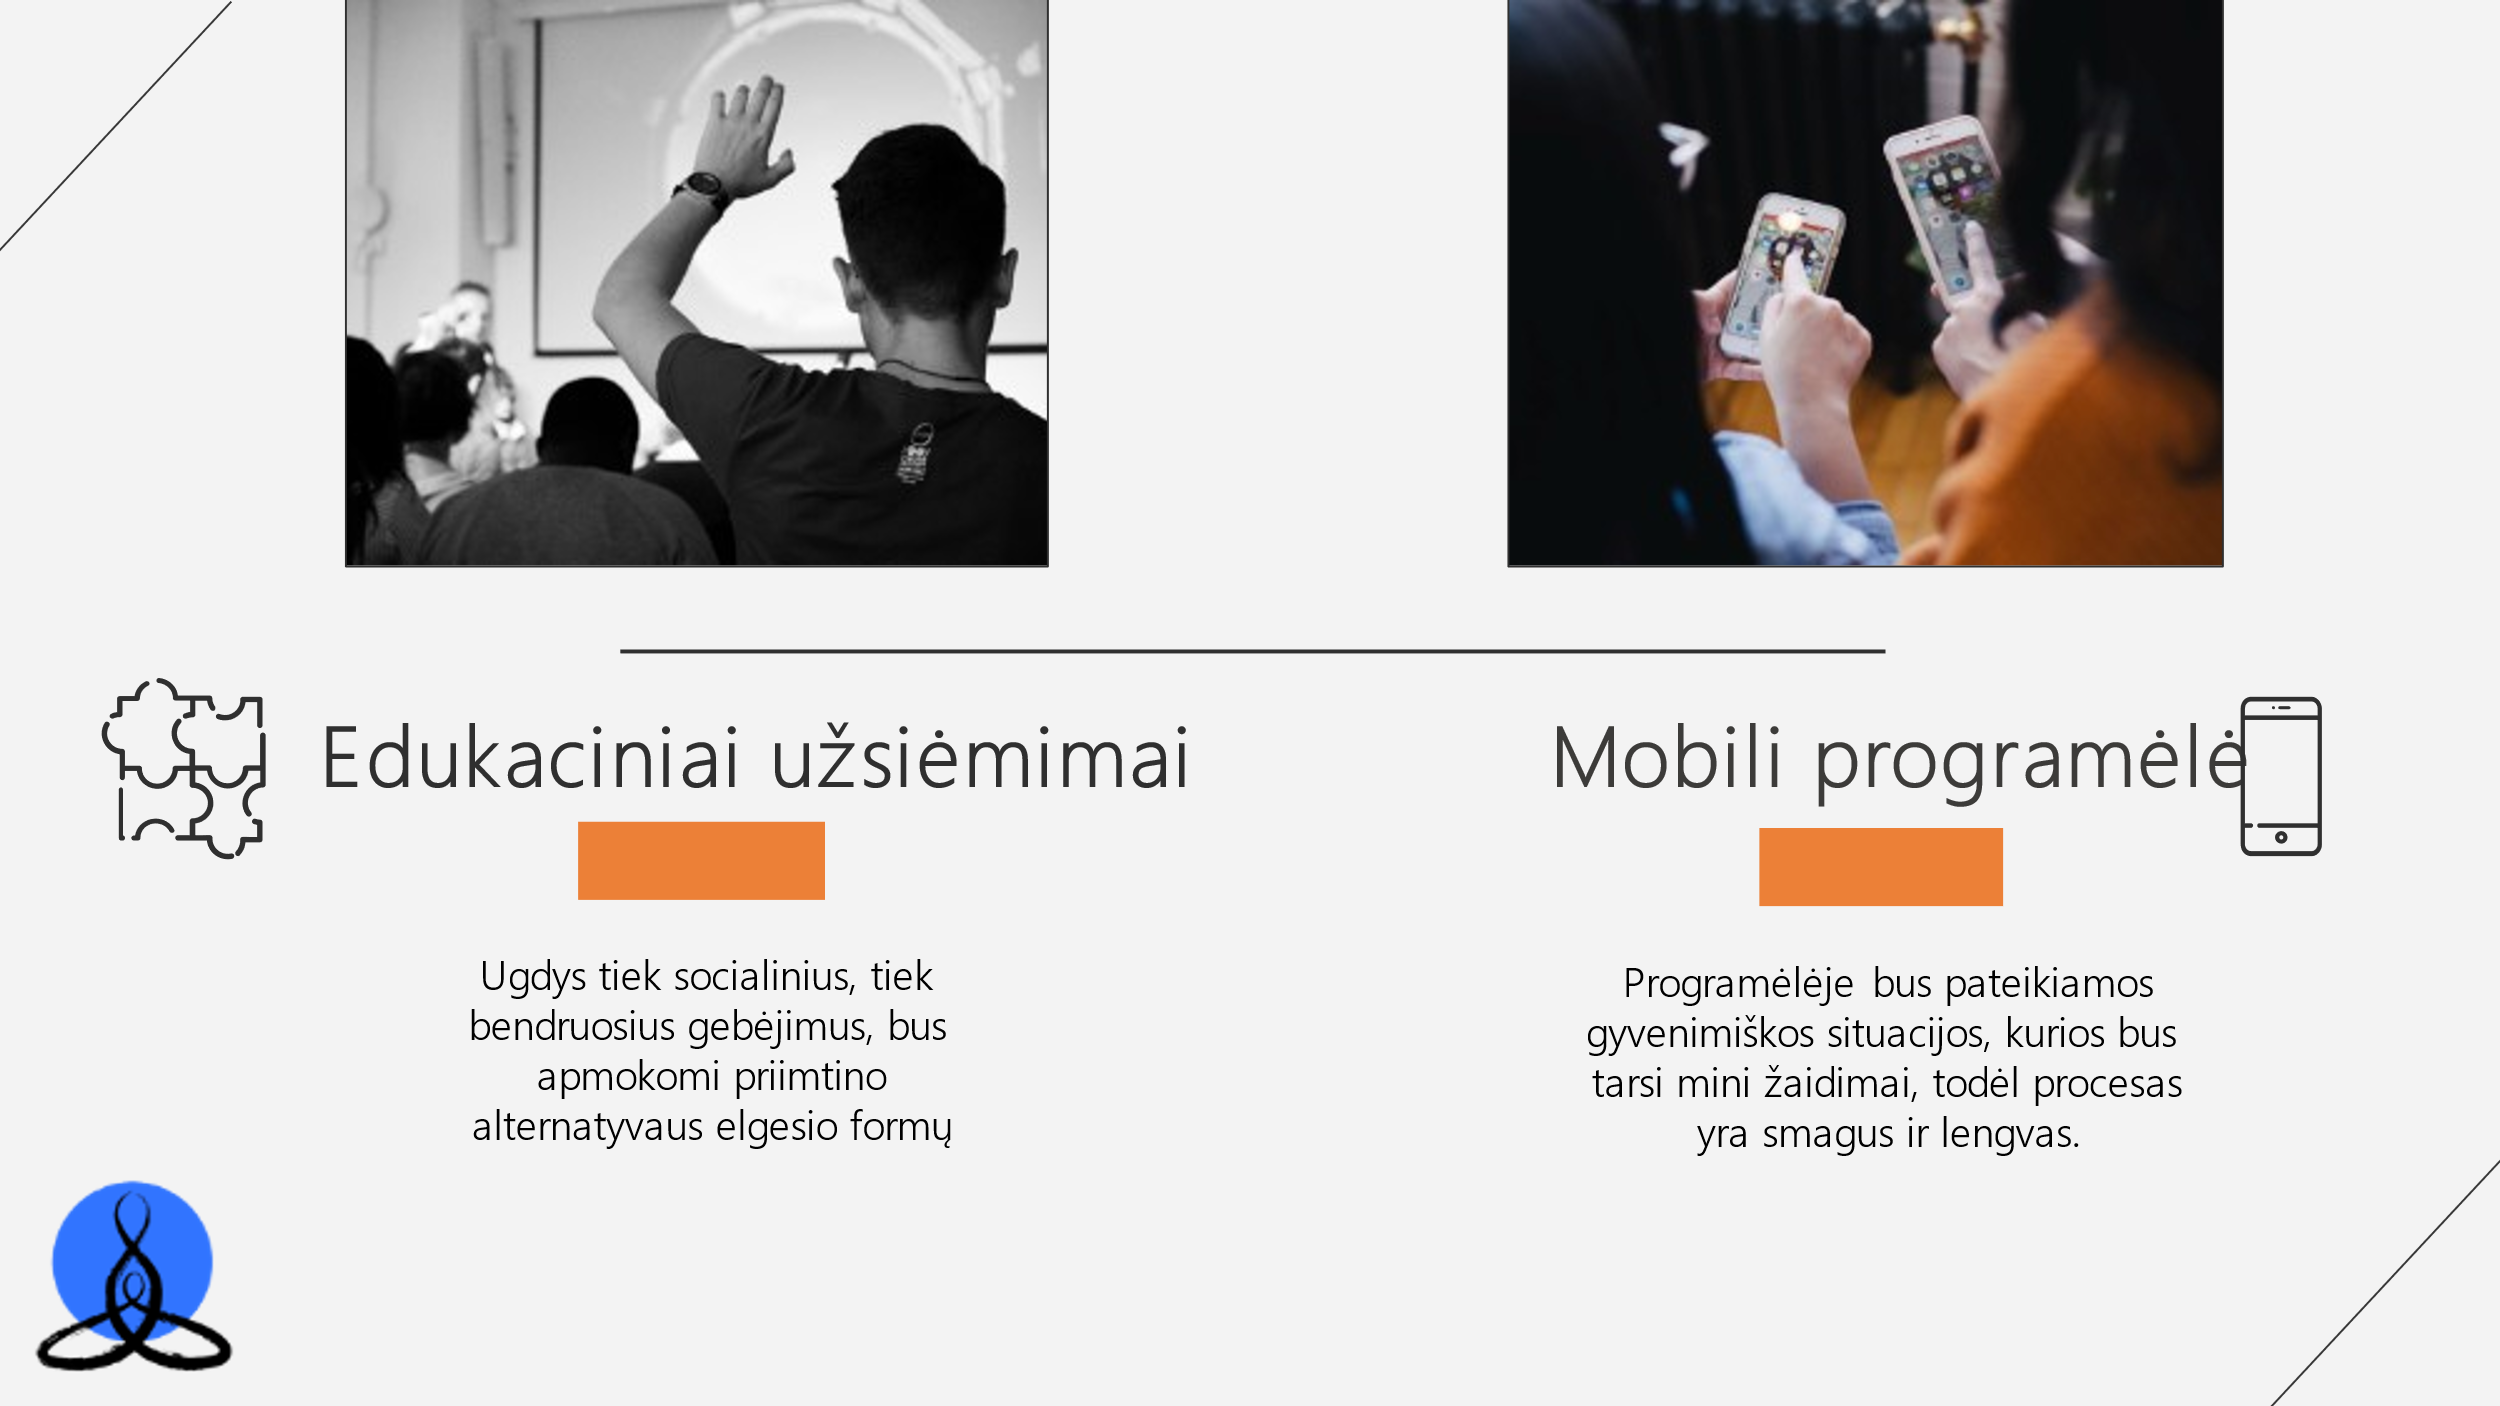 Edukaciniai užsiėmimai
Ugdys tiek socialinius, tiek
bendruosius gebėjimus, bus
apmokomi priimtino
alternatyvaus elgesio formų
Mobili programėlė
Programėlėje bus pateikiamos
gyvenimiškos situacijos, kurios bus
tarsi mini žaidimai, todėl procesas
yra smagus ir lengvas.